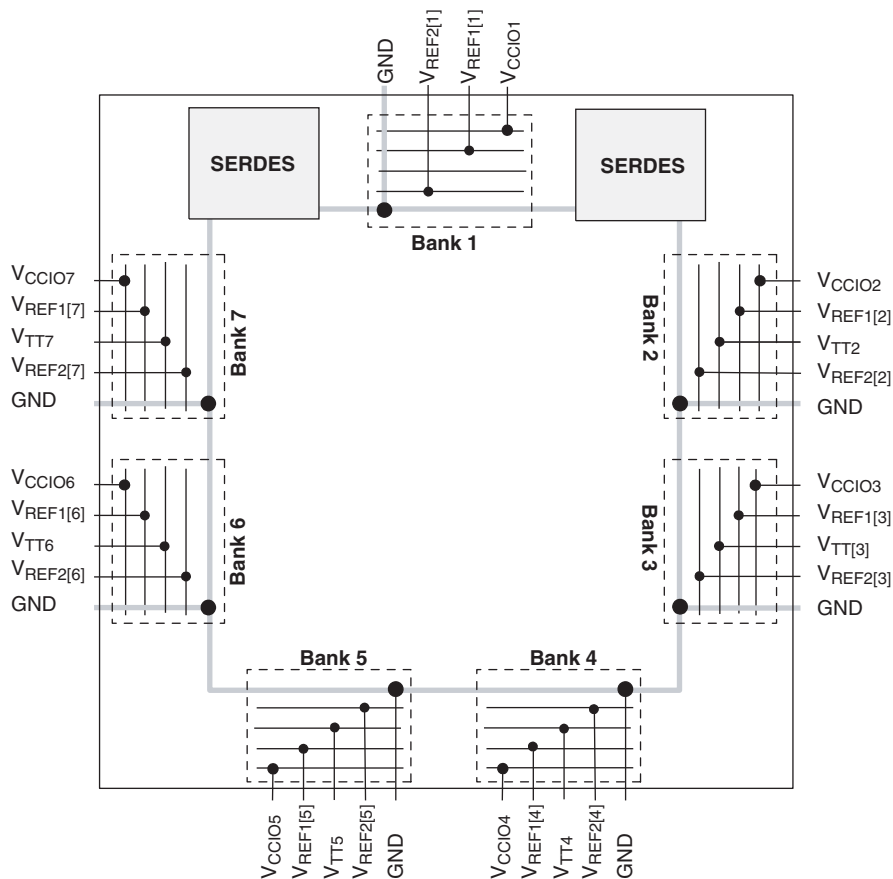 GND
VREF2[1]
VREF1[1]
VCCIO1
SERDES
SERDES
Bank 1
VCCIO7
VREF1[7]
VTT7
VREF2[7]
GND
Bank 7
Bank 2
VCCIO2
VREF1[2]
VTT2
VREF2[2]
GND
VCCIO6
VREF1[6]
VTT6
VREF2[6]
GND
Bank 6
Bank 3
VCCIO3
VREF1[3]
VTT[3]
VREF2[3]
GND
Bank 5
Bank 4
VCCIO5
VREF1[5]
VTT5
VREF2[5]
GND
VCCIO4
VREF1[4]
VTT4
VREF2[4]
GND